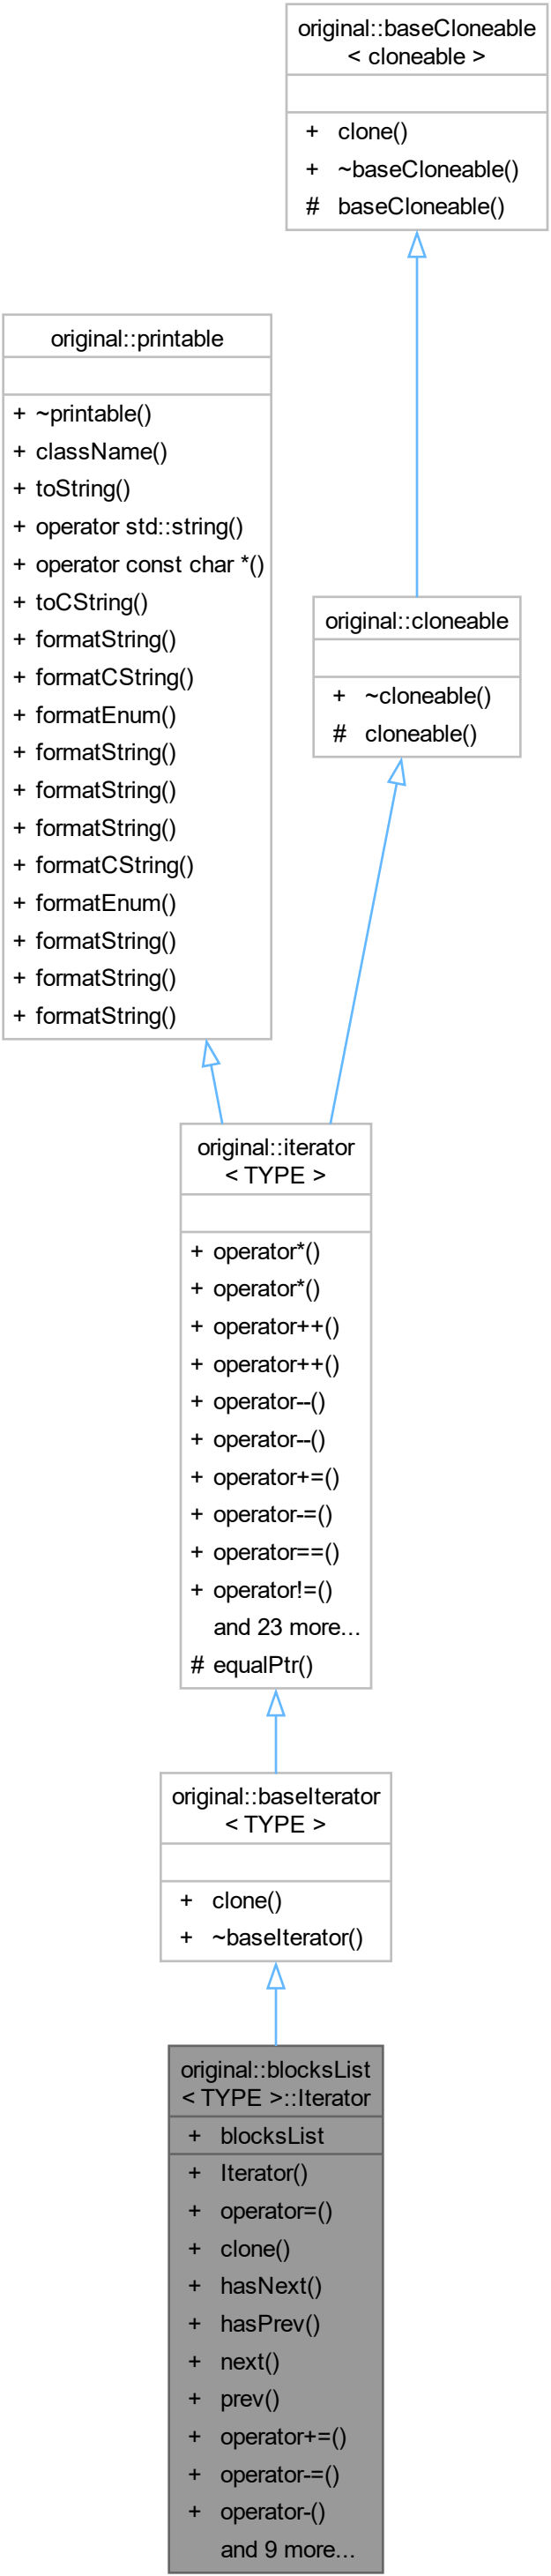 original::baseCloneable
< cloneable >
+ clone()
+ ~baseCloneable()
# baseCloneable()
original::printable
+ ~printable()
+ className()
+ toString()
+ operator std::string()
+ operator const char *()
+ toCString()
+ formatString()
+ formatCString()
+ formatEnum()
+ formatString()
+ formatString()
+ formatString()
+ formatCString()
+ formatEnum()
+ formatString()
+ formatString()
+ formatString()
original::cloneable
+ ~cloneable()
# cloneable()
original::iterator
< TYPE >
+ operator*()
+ operator*()
+ operator++()
+ operator++()
+ operator--()
+ operator--()
+ operator+=()
+ operator-=()
+ operator==()
+ operator!=()
and 23 more...
# equalPtr()
original::baseIterator
< TYPE >
+ clone()
+ ~baseIterator()
original::blocksList
< TYPE >::Iterator
+ blocksList
+ Iterator()
+ operator=()
+ clone()
+ hasNext()
+ hasPrev()
+ next()
+ prev()
+ operator+=()
+ operator-=()
+ operator-()
and 9 more...